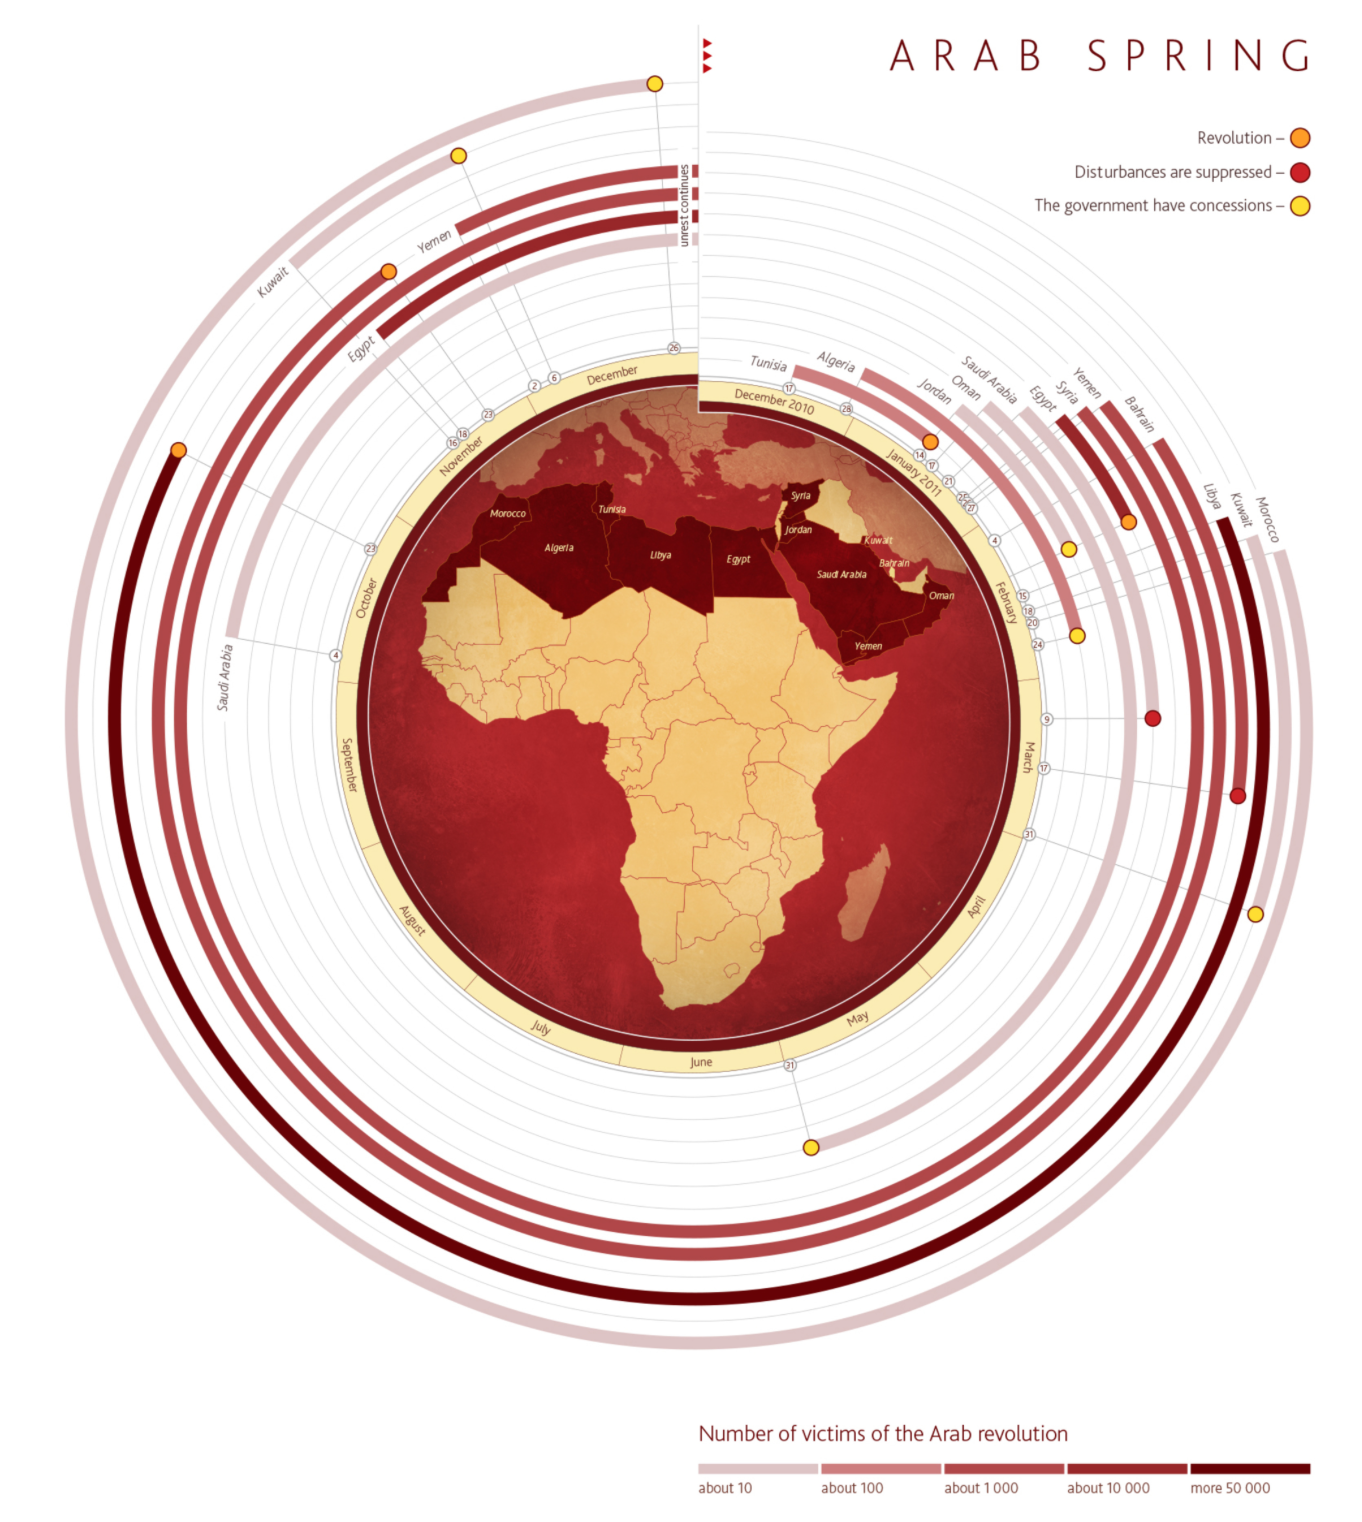 ARAB SPRING
Revolution –
Disturbances are suppressed –
The government have concessions –
unrest continues
Yemen
Kuwait
Egypt
Saudi Arabia
Tunisia
Algeria
Jordan
Oman
Saudi Arabia
Egypt
Syria
Yemen
Bahrain
Libya
Kuwait
Morocco
December 2010
January 2011
February
March
April
May
June
July
August
September
October
November
December
17
28
14
17
21
25
27
4
15
18
20
24
9
17
31
31
4
23
16
18
23
2
6
26
Morocco
Algeria
Tunisia
Libya
Egypt
Syria
Jordan
Kuwait
Bahrain
Saudi Arabia
Oman
Yemen
Number of victims of the Arab revolution
about 10
about 100
about 1 000
about 10 000
more 50 000